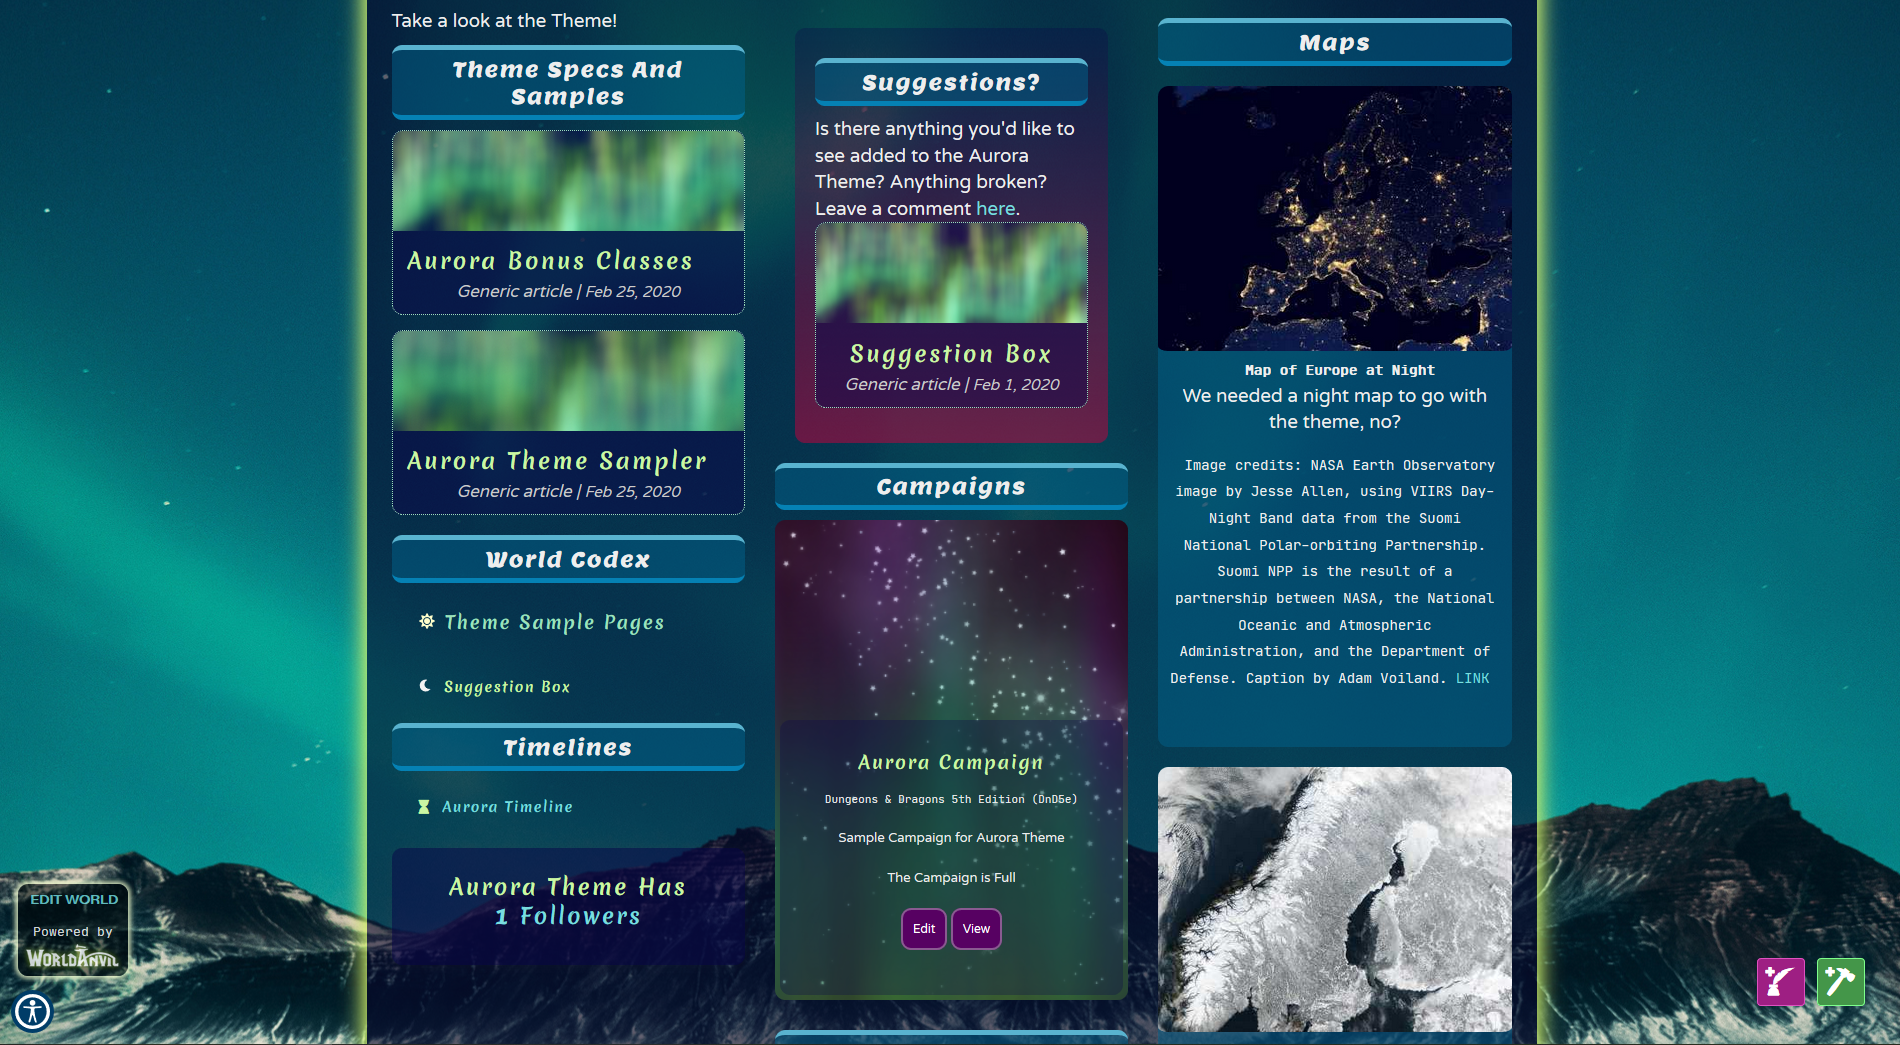 Take a look at the Theme!
Theme Specs And
Samples
Aurora Bonus Classes
Generic article | Feb 25, 2020
Aurora Theme Sampler
Generic article | Feb 25, 2020
World Codex
Theme Sample Pages
Suggestion Box
Timelines
Aurora Timeline
Aurora Theme Has
1 Followers
Suggestions?
Is there anything you'd like to
see added to the Aurora
Theme? Anything broken?
Leave a comment here.
Suggestion Box
Generic article | Feb 1, 2020
Campaigns
Aurora Campaign
Dungeons & Dragons 5th Edition (DnD5e)
Sample Campaign for Aurora Theme
The Campaign is Full
Edit View
Maps
Map of Europe at Night
We needed a night map to go with
the theme, no?
Image credits: NASA Earth Observatory
image by Jesse Allen, using VIIRS Day-
Night Band data from the Suomi
National Polar-orbiting Partnership.
Suomi NPP is the result of a
partnership between NASA, the National
Oceanic and Atmospheric
Administration, and the Department of
Defense. Caption by Adam Voiland. LINK
EDIT WORLD
Powered by
WORLDANVIL